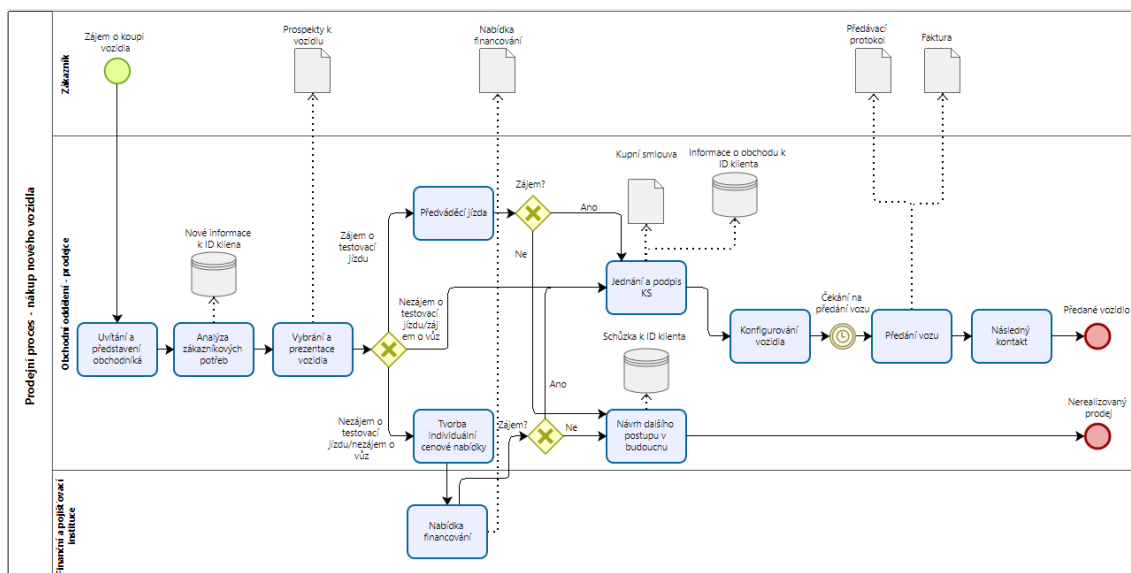 Prodejní proces - nákup nového vozidla
Zákazník
Zájem o koupi
vozidla
Prospekty k
vozidlu
Nabídka
financování
Předávací
protokol
Faktura
Obchodní oddělení - prodejce
Uvítání a
představení
obchodníká
Nové informace
k ID kliena
Analýza
zákazníkových
potřeb
Vybrání a
prezentace
vozidla
Zájem o
testovací
jízdu
Předváděcí jízda
Zájem?
Ano
Ne
Kupní smlouva
Informace o obchodu k
ID klienta
Nezájem o
testovací
jízdu/záj
em o vůz
Jednání a podpis
KS
Konfigurování
vozidla
Čekání na
předání vozu
Předání vozu
Následný
kontakt
Předané vozidlo
Nezájem o
testovací
jízdu/nezájem o
vůz
Tvorba
individuální
cenové nabídky
Zájem?
Ano
Ne
Schůzka k ID klienta
Návrh dalšího
postupu v
budoucnu
Nerealizovaný
prodej
Finanční a pojišťovací
instituce
Nabídka
financování